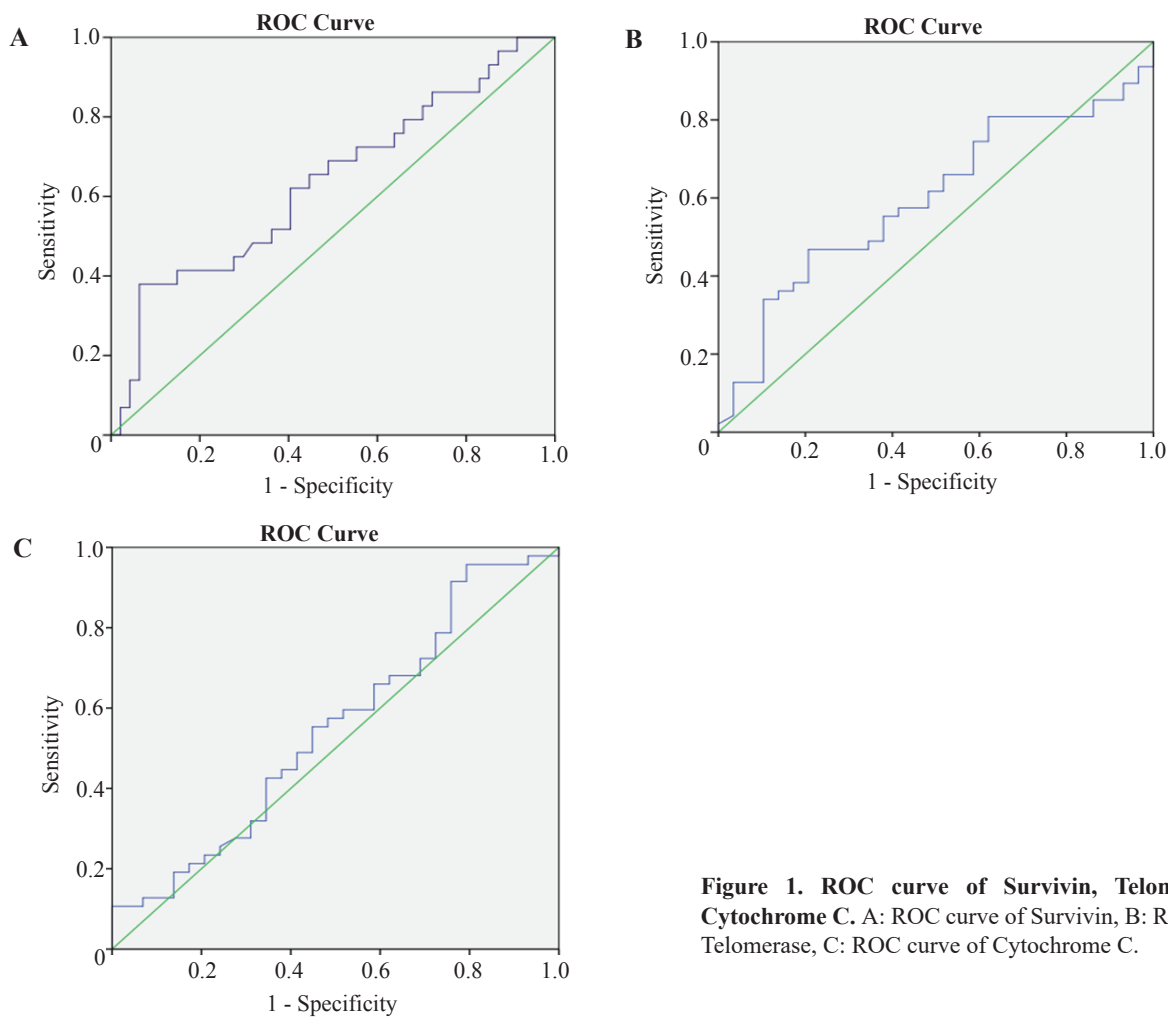 A
ROC Curve
1.0
0.8
0.6
0.4
0.2
0
Sensitivity
0.2 0.4 0.6 0.8 1.0
1 - Specificity
B
ROC Curve
1.0
0.8
0.6
0.4
0.2
0
Sensitivity
0.2 0.4 0.6 0.8 1.0
1 - Specificity
C
ROC Curve
1.0
0.8
0.6
0.4
0.2
0
Sensitivity
0.2 0.4 0.6 0.8 1.0
1 - Specificity
Figure 1. ROC curve of Survivin, Telom
Cytochrome C. A: ROC curve of Survivin, B: R
Telomerase, C: ROC curve of Cytochrome C.